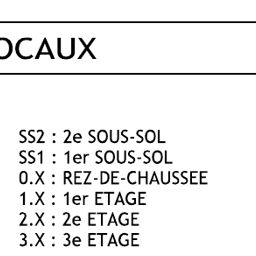 OCAUX
SS2 : 2e SOUS-SOL
SS1 : 1er SOUS-SOL
0.X : REZ-DE-CHAUSSEE
1.X : 1er ETAGE
2.X : 2e ETAGE
3.X : 3e ETAGE